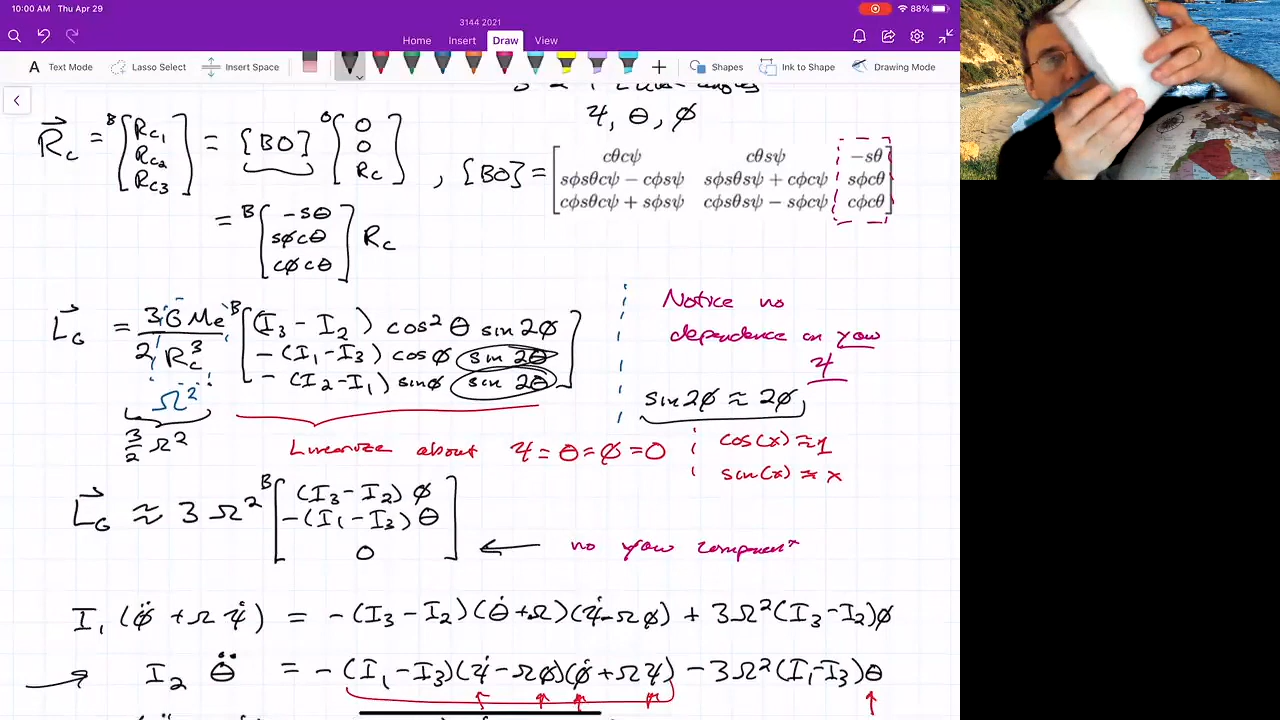 10:00 AM Thu Apr 29
88%
3144 2021
Home Insert Draw View
Text Mode Lasso Select Insert Space Shapes Ink to Shape Drawing Mode
ψ, θ, ϕ
R⃗c = ᴮ[Rc1 Rc2 Rc3] = [BO] ᴼ[0 0 Rc], [BO] =
cθcψ cθsψ −sθ
sϕsθcψ − cϕsψ sϕsθsψ + cϕcψ sϕcθ
cϕsθcψ + sϕsψ cϕsθsψ − sϕcψ cϕcθ
= ᴮ[−sθ sϕcθ cϕcθ] Rc
L⃗G = 3GMe / 2Rc³ ᴮ[(I3 − I2) cos²θ sin2ϕ
−(I1−I3) cosϕ sin 2θ
−(I2−I1) sinϕ sin 2θ]
Ω²
3/2 Ω²
Notice no
dependence on yaw
ψ
sin2ϕ ≈ 2ϕ
Linearize about ψ = θ = ϕ = 0
cos(x) ≈ 1
sin(x) ≈ x
L⃗G ≈ 3Ω² ᴮ[(I3−I2)ϕ
−(I1−I3)θ
0] ← no yaw component
I1(ϕ̈ + Ωψ̇) = −(I3−I2)(θ̇+Ω)(ψ̇−Ωϕ) + 3Ω²(I3−I2)ϕ
→ I2 θ̈ = −(I1−I3)(ψ̇−Ωϕ)(ϕ̇+Ωψ) − 3Ω²(I1−I3)θ